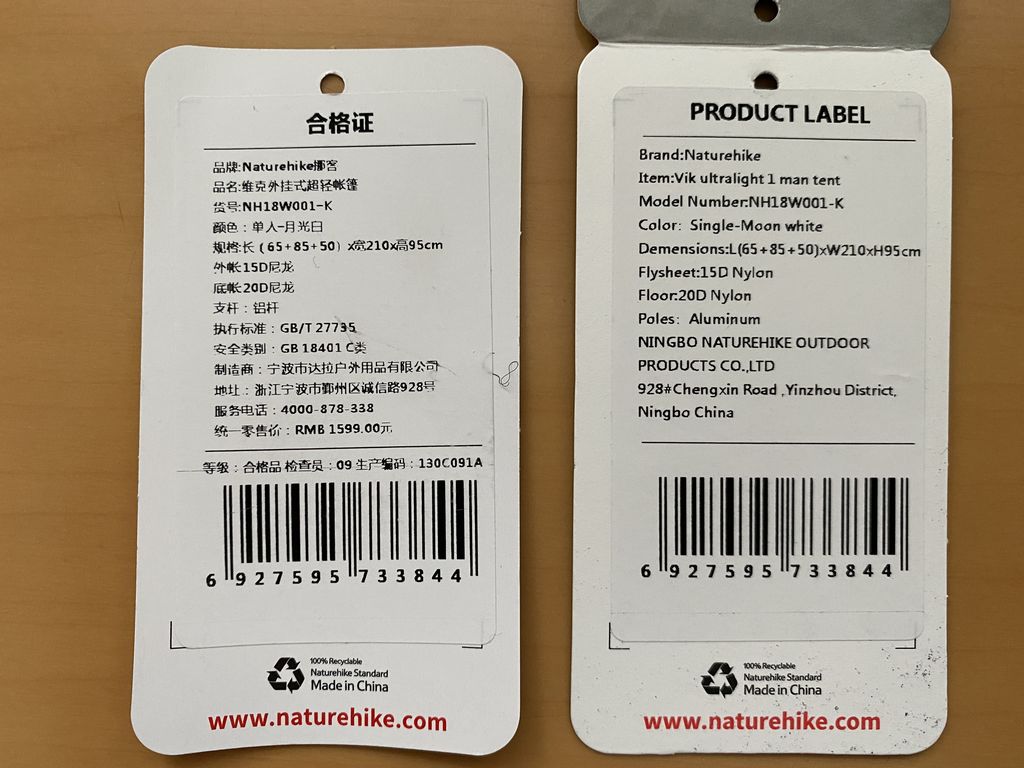 合格证
品牌:Naturehike挪客
品名:维克外挂式超轻帐篷
货号:NH18W001-K
颜色：单人-月光白
规格:长（65+85+50）x宽210x高95cm
外帐:15D尼龙
底帐:20D尼龙
支杆：铝杆
执行标准：GB/T 27735
安全类别：GB 18401 C类
制造商：宁波市达拉户外用品有限公司
地址：浙江宁波市鄞州区诚信路928号
服务电话：4000-878-338
统一零售价：RMB 1599.00元
等级：合格品 检查员：09 生产编码：130C091A
6 927595 733844
100% Recyclable
Naturehike Standard
Made in China
www.naturehike.com
PRODUCT LABEL
Brand:Naturehike
Item:Vik ultralight 1 man tent
Model Number:NH18W001-K
Color: Single-Moon white
Demensions:L(65+85+50)xW210xH95cm
Flysheet:15D Nylon
Floor:20D Nylon
Poles: Aluminum
NINGBO NATUREHIKE OUTDOOR
PRODUCTS CO.,LTD
928#Chengxin Road ,Yinzhou District,
Ningbo China
6 927595 733844
100% Recyclable
Naturehike Standard
Made in China
www.naturehike.com